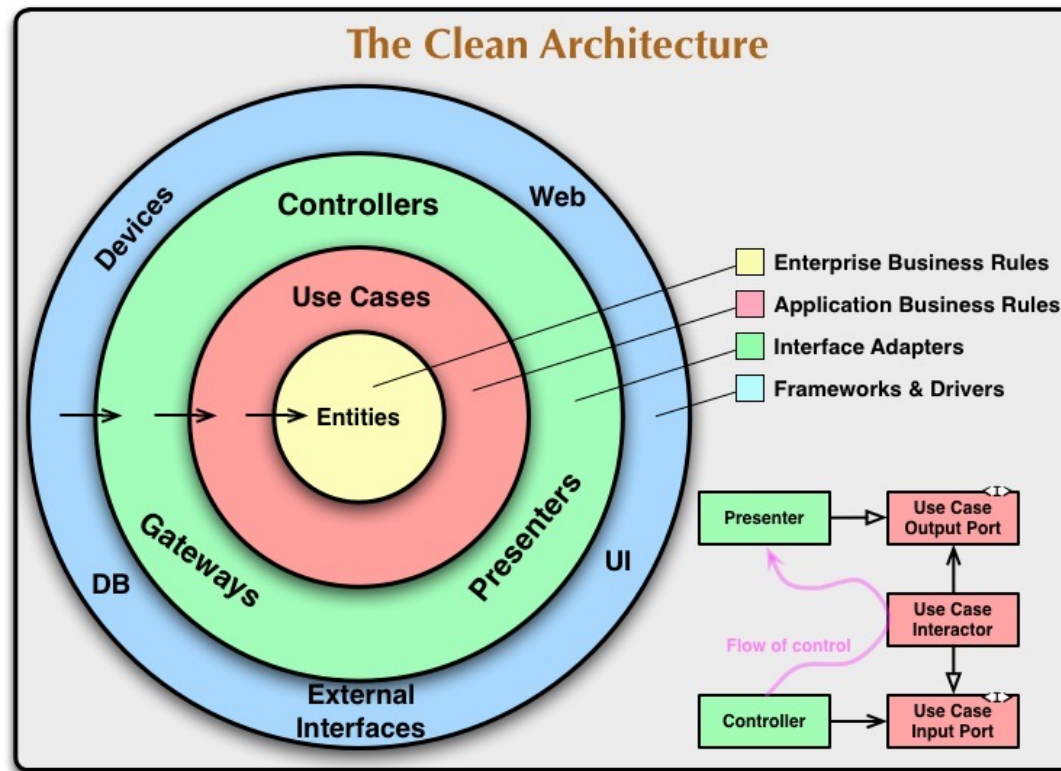 The Clean Architecture
Devices
Web
Controllers
Use Cases
Entities
Gateways
Presenters
DB
UI
External
Interfaces
Enterprise Business Rules
Application Business Rules
Interface Adapters
Frameworks & Drivers
Presenter
<I>
Use Case
Output Port
Use Case
Interactor
Flow of control
Controller
<I>
Use Case
Input Port